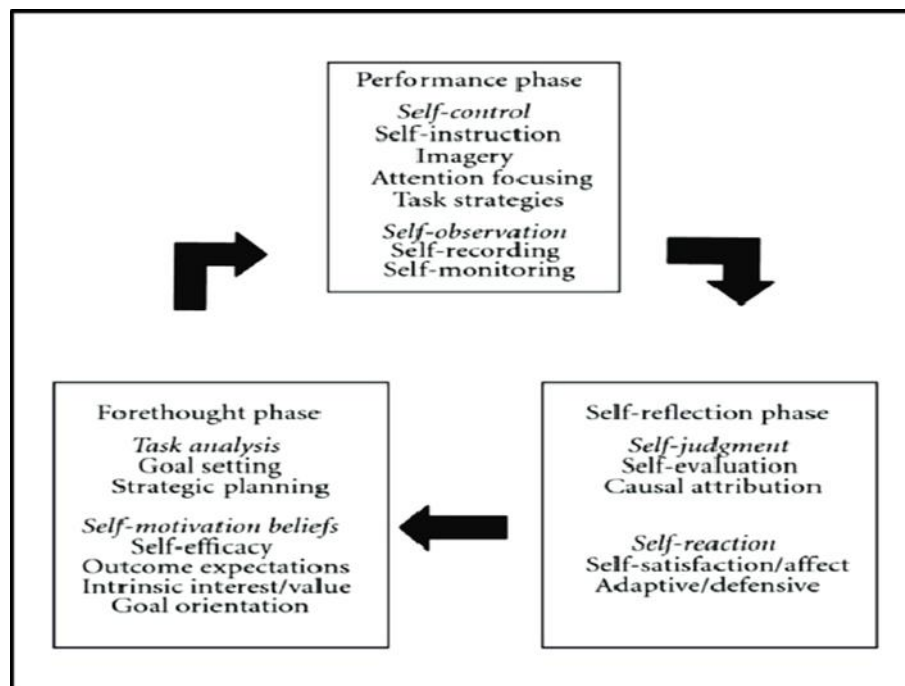 Performance phase
Self-control
Self-instruction
Imagery
Attention focusing
Task strategies
Self-observation
Self-recording
Self-monitoring
Forethought phase
Task analysis
Goal setting
Strategic planning
Self-motivation beliefs
Self-efficacy
Outcome expectations
Intrinsic interest/value
Goal orientation
Self-reflection phase
Self-judgment
Self-evaluation
Causal attribution
Self-reaction
Self-satisfaction/affect
Adaptive/defensive